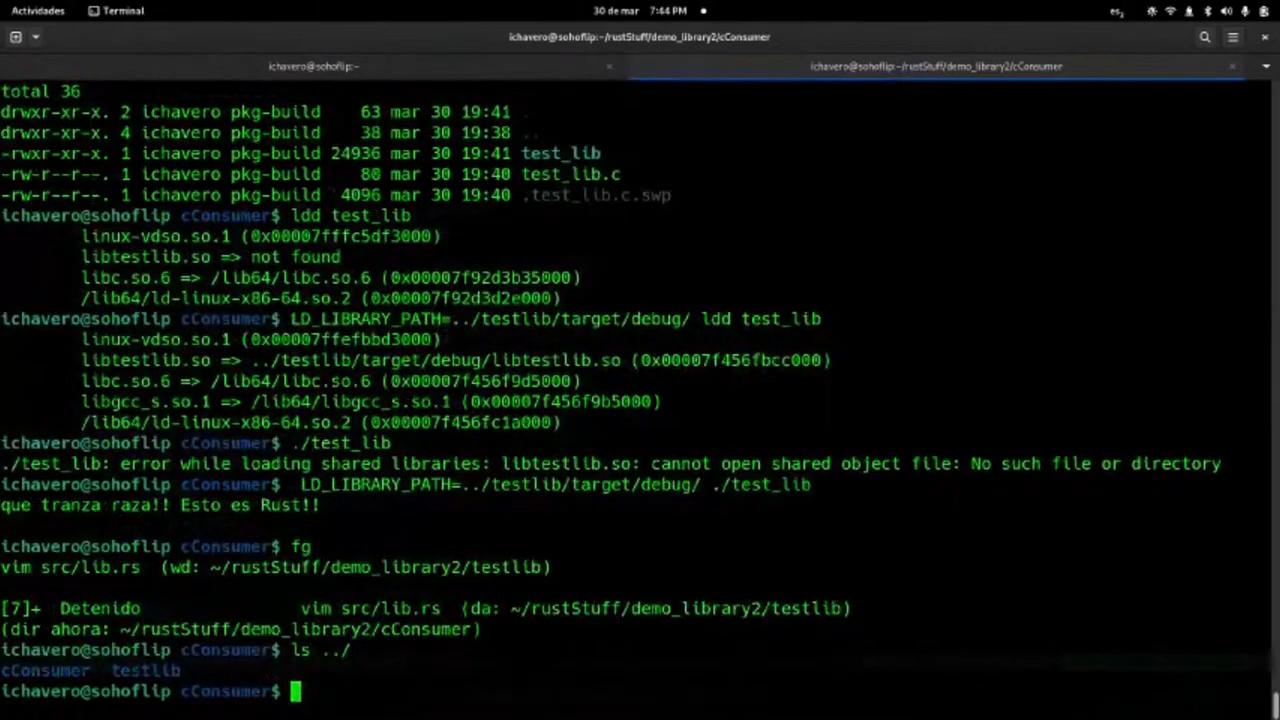 Actividades Terminal 30 de mar 7:44 PM es₂
ichavero@sohoflip:~/rustStuff/demo_library2/cConsumer
ichavero@sohoflip:~ ichavero@sohoflip:~/rustStuff/demo_library2/cConsumer
total 36
drwxr-xr-x. 2 ichavero pkg-build 63 mar 30 19:41 .
drwxr-xr-x. 4 ichavero pkg-build 38 mar 30 19:38 ..
-rwxr-xr-x. 1 ichavero pkg-build 24936 mar 30 19:41 test_lib
-rw-r--r--. 1 ichavero pkg-build 80 mar 30 19:40 test_lib.c
-rw-r--r--. 1 ichavero pkg-build 4096 mar 30 19:40 .test_lib.c.swp
ichavero@sohoflip cConsumer$ ldd test_lib
linux-vdso.so.1 (0x00007fffc5df3000)
libtestlib.so => not found
libc.so.6 => /lib64/libc.so.6 (0x00007f92d3b35000)
/lib64/ld-linux-x86-64.so.2 (0x00007f92d3d2e000)
ichavero@sohoflip cConsumer$ LD_LIBRARY_PATH=../testlib/target/debug/ ldd test_lib
linux-vdso.so.1 (0x00007ffefbbd3000)
libtestlib.so => ../testlib/target/debug/libtestlib.so (0x00007f456fbcc000)
libc.so.6 => /lib64/libc.so.6 (0x00007f456f9d5000)
libgcc_s.so.1 => /lib64/libgcc_s.so.1 (0x00007f456f9b5000)
/lib64/ld-linux-x86-64.so.2 (0x00007f456fc1a000)
ichavero@sohoflip cConsumer$ ./test_lib
./test_lib: error while loading shared libraries: libtestlib.so: cannot open shared object file: No such file or directory
ichavero@sohoflip cConsumer$ LD_LIBRARY_PATH=../testlib/target/debug/ ./test_lib
que tranza raza!! Esto es Rust!!
ichavero@sohoflip cConsumer$ fg
vim src/lib.rs (wd: ~/rustStuff/demo_library2/testlib)
[7]+ Detenido vim src/lib.rs (da: ~/rustStuff/demo_library2/testlib)
(dir ahora: ~/rustStuff/demo_library2/cConsumer)
ichavero@sohoflip cConsumer$ ls ../
cConsumer testlib
ichavero@sohoflip cConsumer$